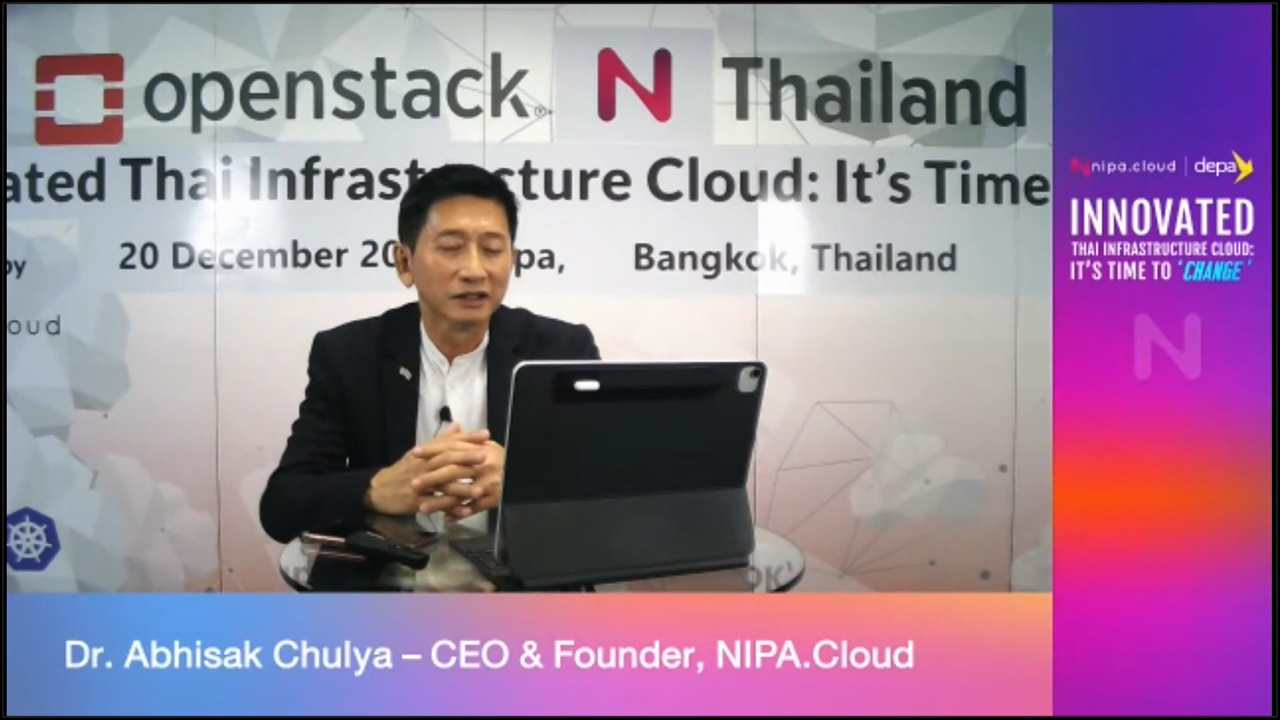 openstack® N Thailand
ated Thai Infrast cture Cloud: It's Time
by 20 December 20 pa, Bangkok, Thailand
oud
nipa.cloud | depa
INNOVATED
THAI INFRASTRUCTURE CLOUD:
IT'S TIME TO 'CHANGE'
N
Dr. Abhisak Chulya – CEO & Founder, NIPA.Cloud